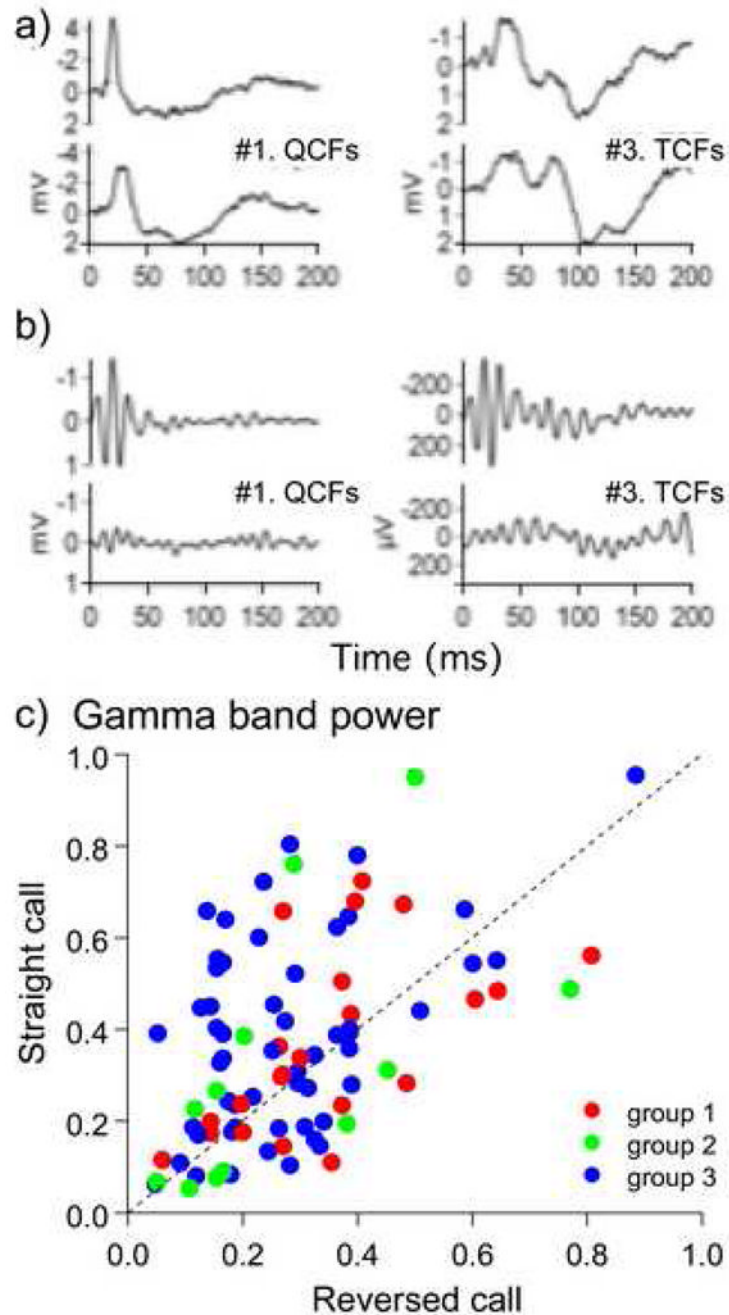 a)
4
-2
0
2
#1. QCFs
-4
-2
0
2
mV
0 50 100 150 200
-1
0
1
2
#3. TCFs
-1
0
1
2
mV
0 50 100 150 200
b)
-1
0
1
#1. QCFs
-1
0
1
mV
0 50 100 150 200
-200
0
200
#3. TCFs
-200
0
200
µV
0 50 100 150 200
Time (ms)
c) Gamma band power
1.0
0.8
0.6
0.4
0.2
0.0
Straight call
group 1
group 2
group 3
0.0 0.2 0.4 0.6 0.8 1.0
Reversed call